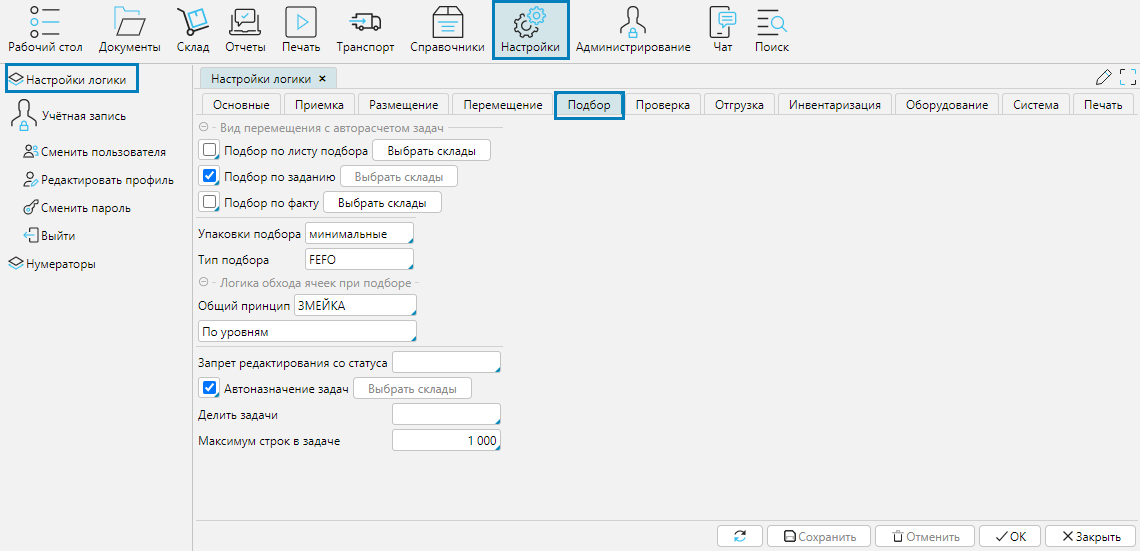 Рабочий стол Документы Склад Отчеты Печать Транспорт Справочники Настройки Администрирование Чат Поиск
Настройки логики
Учётная запись
Сменить пользователя
Редактировать профиль
Сменить пароль
Выйти
Нумераторы
Настройки логики ×
Основные Приемка Размещение Перемещение Подбор Проверка Отгрузка Инвентаризация Оборудование Система Печать
Вид перемещения с авторасчетом задач
Подбор по листу подбора Выбрать склады
Подбор по заданию Выбрать склады
Подбор по факту Выбрать склады
Упаковки подбора минимальные
Тип подбора FEFO
Логика обхода ячеек при подборе
Общий принцип ЗМЕЙКА
По уровням
Запрет редактирования со статуса
Автоназначение задач Выбрать склады
Делить задачи
Максимум строк в задаче 1 000
Сохранить Отменить ОК Закрыть